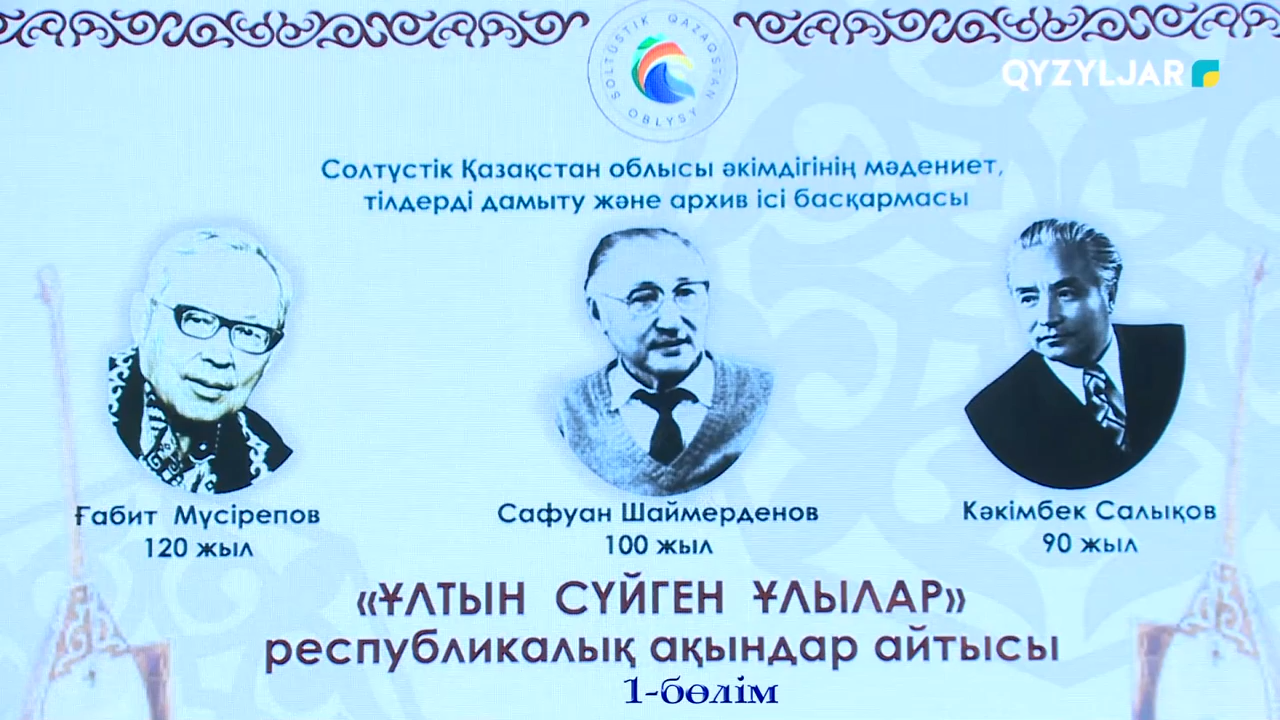 SOLTÜSTIK QAZAQSTAN OBLYSY
QYZYLJAR
Солтүстік Қазақстан облысы әкімдігінің мәдениет,
тілдерді дамыту және архив ісі басқармасы
Ғабит Мүсірепов
120 жыл
Сафуан Шаймерденов
100 жыл
Кәкімбек Салықов
90 жыл
«ҰЛТЫН СҮЙГЕН ҰЛЫЛАР»
республикалық ақындар айтысы
1-бөлім